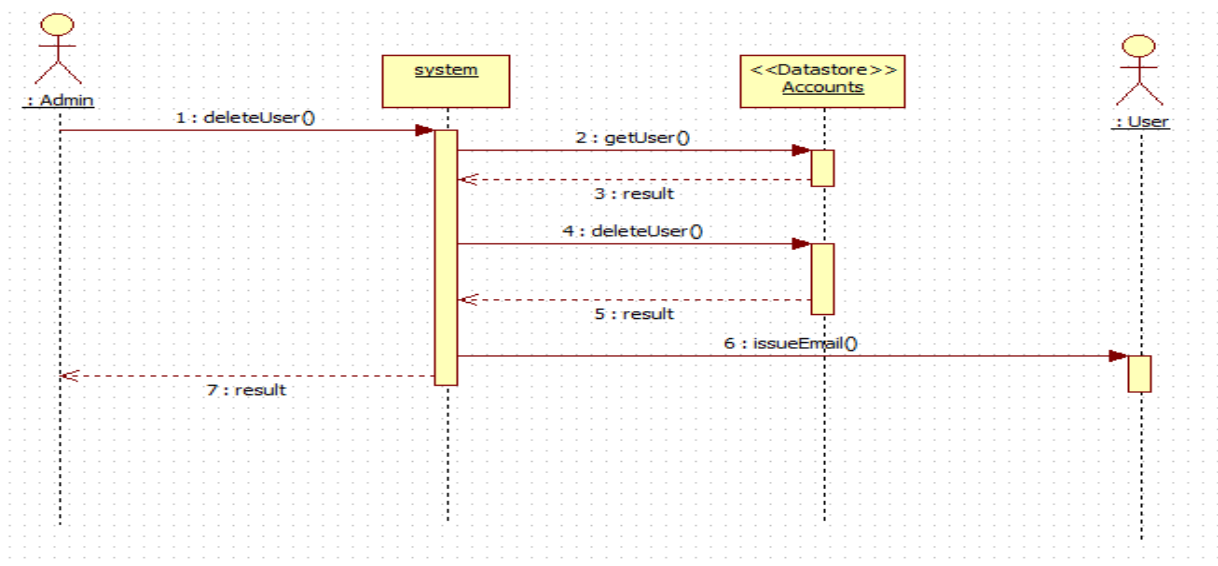 system
<<Datastore>>
Accounts
: Admin
: User
1 : deleteUser()
2 : getUser()
3 : result
4 : deleteUser()
5 : result
6 : issueEmail()
7 : result